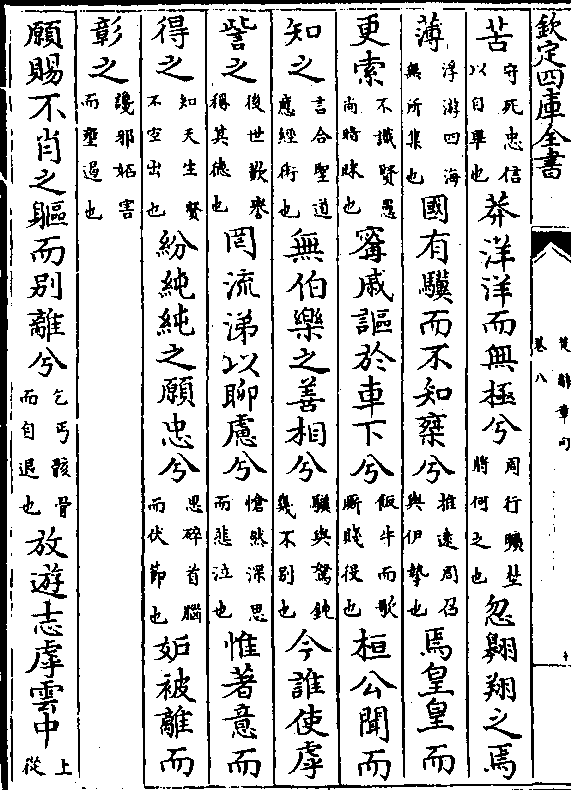 欽定四庫全書 楚辭章句 卷八 十
苦守死忠信以自畢也莽洋洋而無極兮周行曠埜將何之也忽翱翔之焉
薄浮游四海無所集也國有驥而不知椉兮推遠周召與伊摯也焉皇皇而
更索不識賢愚尚時昧也甯戚謳於車下兮飯牛而歌厮賤役也桓公聞而
知之言合聖道應經術也無伯樂之善相兮驥與駑鈍幾不別也今誰使虖
訾之後世歎譽得其德也罔流涕以聊慮兮愴然深思而悲泣也惟著意而
得之知天生賢不空出也紛純純之願忠兮思碎首腦而伏節也妬被離而
彰之讒邪妬害而壅遏也
願賜不肖之軀而別離兮乞丐骸骨而自退也放遊志虖雲中上從